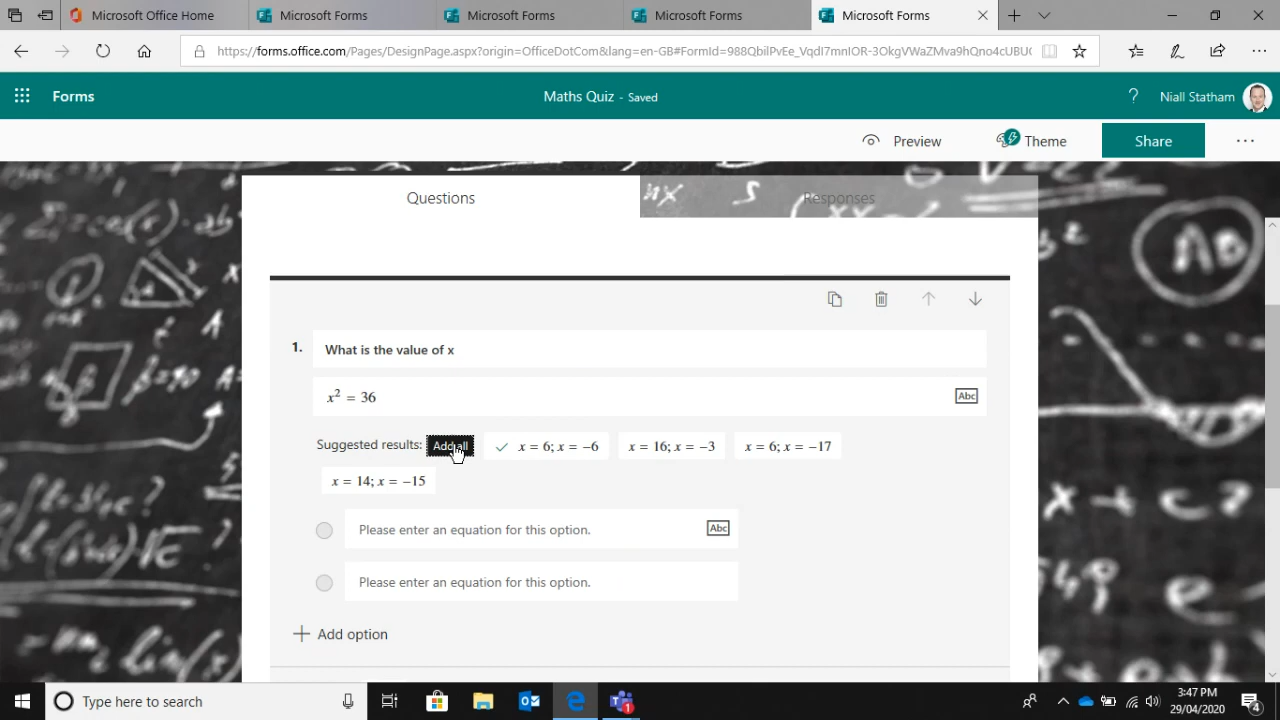 Microsoft Office Home
Microsoft Forms
Microsoft Forms
Microsoft Forms
Microsoft Forms
https://forms.office.com/Pages/DesignPage.aspx?origin=OfficeDotCom&lang=en-GB#FormId=
Forms
Maths Quiz - Saved
?
Niall Statham
Preview
Theme
Share
Questions
Responses
1.
What is the value of x
x² = 36
Abc
Suggested results:
Add all
x = 6; x = −6
x = 16; x = −3
x = 6; x = −17
x = 14; x = −15
Please enter an equation for this option.
Abc
Please enter an equation for this option.
Add option
Type here to search
1
3:47 PM
29/04/2020
4